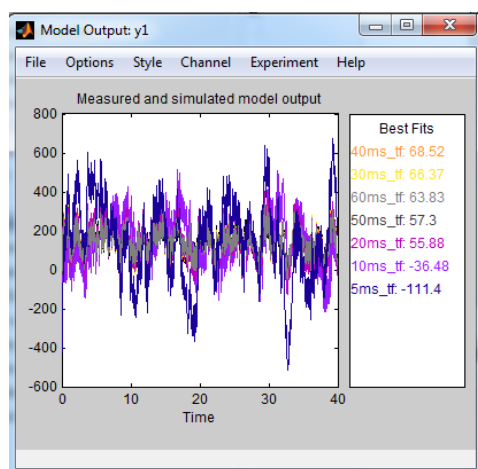 Model Output: y1
File Options Style Channel Experiment Help
Measured and simulated model output
800
600
400
200
0
-200
-400
-600
0 10 20 30 40
Time
Best Fits
40ms_tf: 68.52
30ms_tf: 66.37
60ms_tf: 63.83
50ms_tf: 57.3
20ms_tf: 55.88
10ms_tf: -36.48
5ms_tf: -111.4